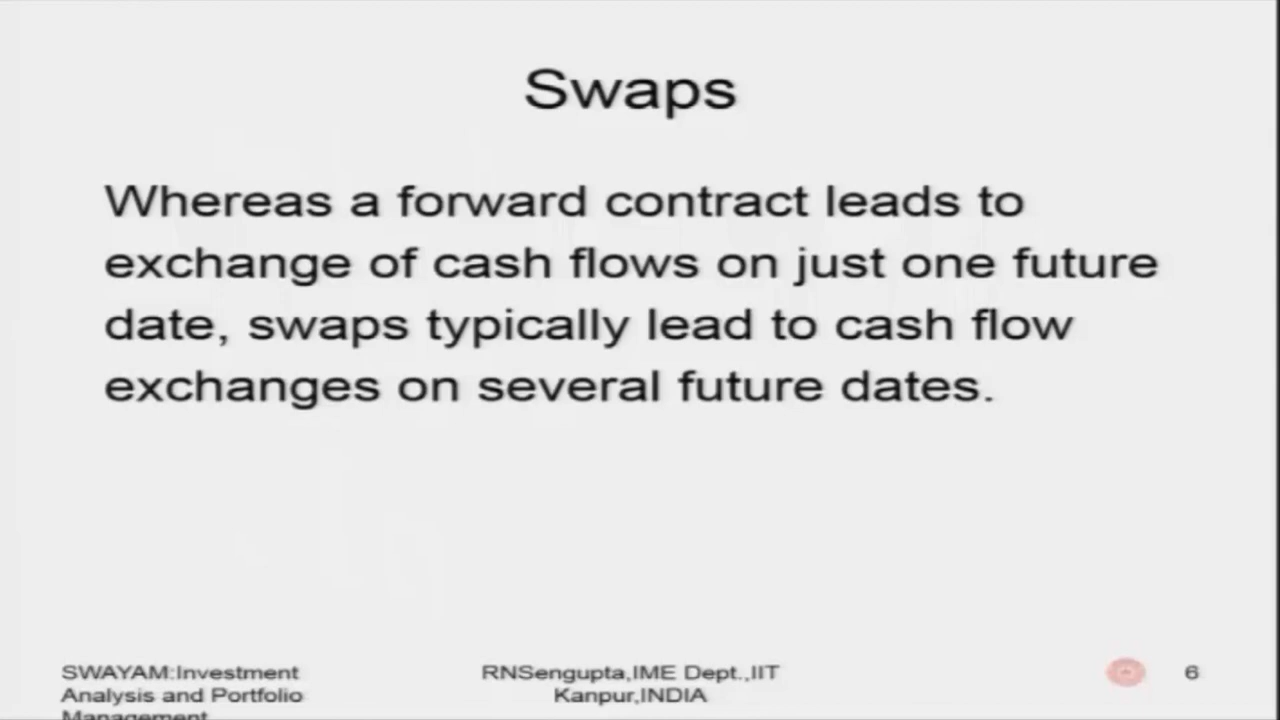 Swaps
Whereas a forward contract leads to
exchange of cash flows on just one future
date, swaps typically lead to cash flow
exchanges on several future dates.
SWAYAM:Investment
Analysis and Portfolio
Management
RNSengupta,IME Dept.,IIT
Kanpur,INDIA
6